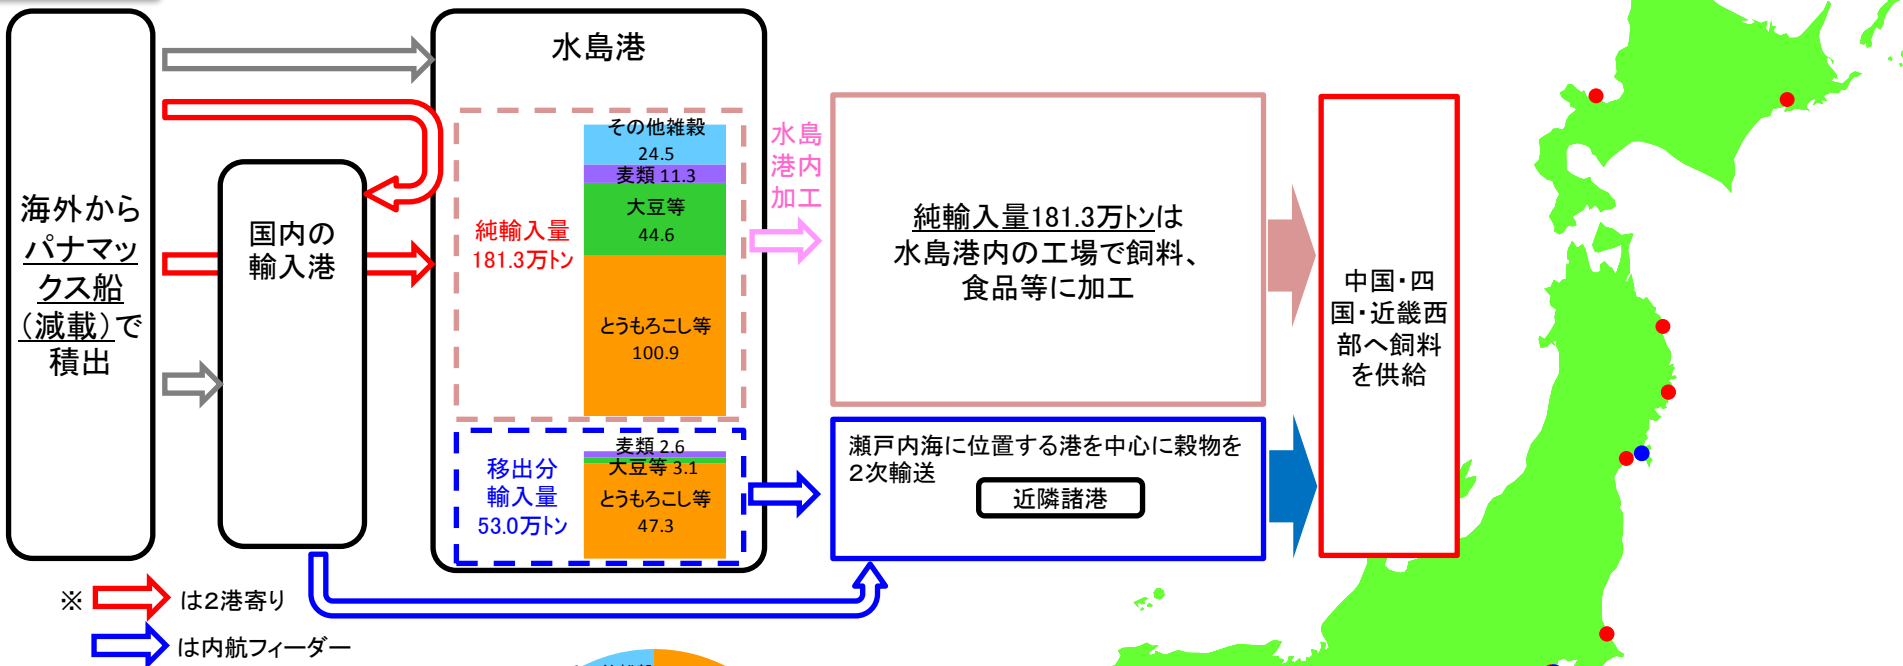 海外から
パナマッ
クス船
（減載）で
積出
国内の
輸入港
水島港
純輸入量
181.3万トン
その他雑穀
24.5
麦類 11.3
大豆等
44.6
とうもろこし等
100.9
移出分
輸入量
53.0万トン
麦類 2.6
大豆等 3.1
とうもろこし等
47.3
水島
港内
加工
純輸入量181.3万トンは
水島港内の工場で飼料、
食品等に加工
瀬戸内海に位置する港を中心に穀物を
２次輸送
近隣諸港
中国・四
国・近畿西
部へ飼料
を供給
※ は２港寄り
は内航フィーダー